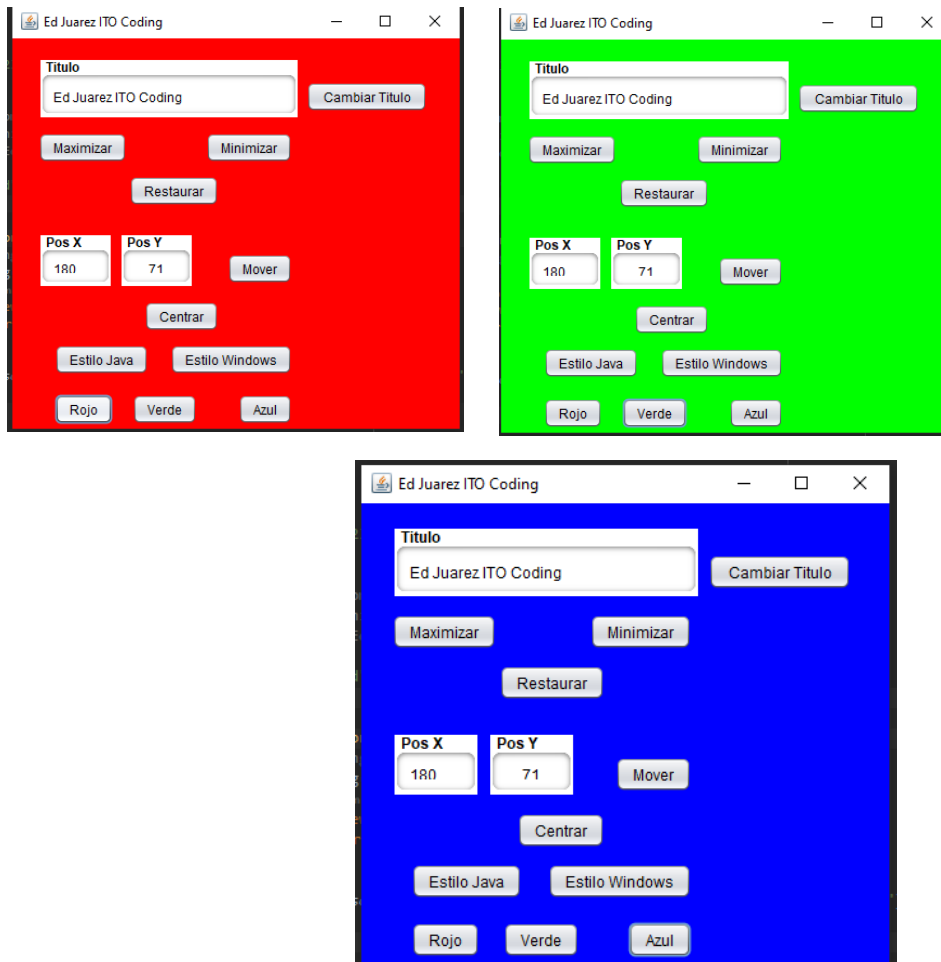 Ed Juarez ITO Coding
Titulo
Ed Juarez ITO Coding
Cambiar Titulo
Maximizar Minimizar
Restaurar
Pos X Pos Y
180 71 Mover
Centrar
Estilo Java Estilo Windows
Rojo Verde Azul
Ed Juarez ITO Coding
Titulo
Ed Juarez ITO Coding
Cambiar Titulo
Maximizar Minimizar
Restaurar
Pos X Pos Y
180 71 Mover
Centrar
Estilo Java Estilo Windows
Rojo Verde Azul
Ed Juarez ITO Coding
Titulo
Ed Juarez ITO Coding
Cambiar Titulo
Maximizar Minimizar
Restaurar
Pos X Pos Y
180 71 Mover
Centrar
Estilo Java Estilo Windows
Rojo Verde Azul